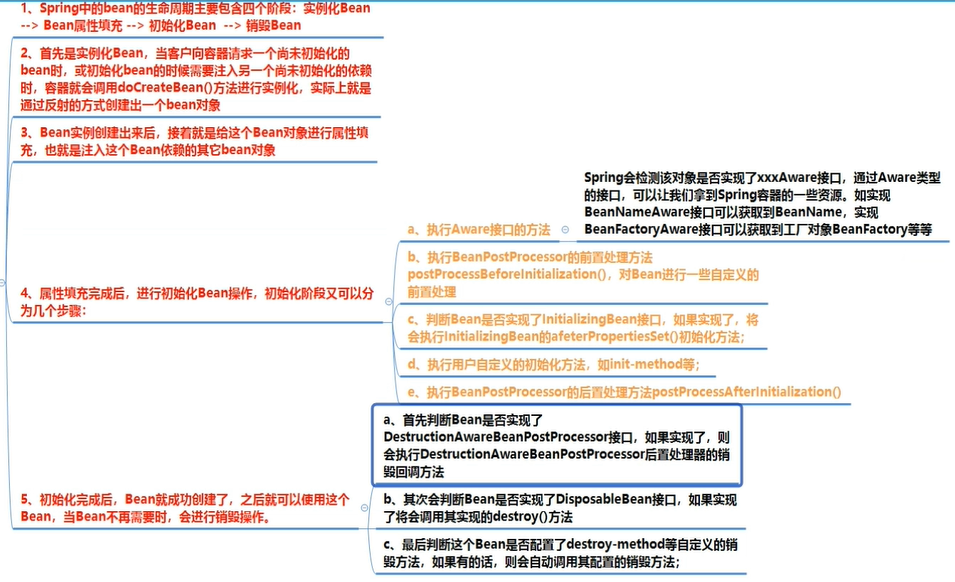 1、Spring中的bean的生命周期主要包含四个阶段：实例化Bean
--> Bean属性填充 --> 初始化Bean --> 销毁Bean
2、首先是实例化Bean，当客户向容器请求一个尚未初始化的
bean时，或初始化bean的时候需要注入另一个尚未初始化的依赖
时，容器就会调用doCreateBean()方法进行实例化，实际上就是
通过反射的方式创建出一个bean对象
3、Bean实例创建出来后，接着就是给这个Bean对象进行属性填
充，也就是注入这个Bean依赖的其它bean对象
4、属性填充完成后，进行初始化Bean操作，初始化阶段又可以分
为几个步骤：
a、执行Aware接口的方法
Spring会检测该对象是否实现了xxxAware接口，通过Aware类型
的接口，可以让我们拿到Spring容器的一些资源。如实现
BeanNameAware接口可以获取到BeanName，实现
BeanFactoryAware接口可以获取到工厂对象BeanFactory等等
b、执行BeanPostProcessor的前置处理方法
postProcessBeforeInitialization()，对Bean进行一些自定义的
前置处理
c、判断Bean是否实现了InitializingBean接口，如果实现了，将
会执行InitializingBean的afeterPropertiesSet()初始化方法；
d、执行用户自定义的初始化方法，如init-method等；
e、执行BeanPostProcessor的后置处理方法postProcessAfterInitialization()
5、初始化完成后，Bean就成功创建了，之后就可以使用这个
Bean，当Bean不再需要时，会进行销毁操作。
a、首先判断Bean是否实现了
DestructionAwareBeanPostProcessor接口，如果实现了，则
会执行DestructionAwareBeanPostProcessor后置处理器的销
毁回调方法
b、其次会判断Bean是否实现了DisposableBean接口，如果实现
了将会调用其实现的destroy()方法
c、最后判断这个Bean是否配置了destroy-method等自定义的销
毁方法，如果有的话，则会自动调用其配置的销毁方法；